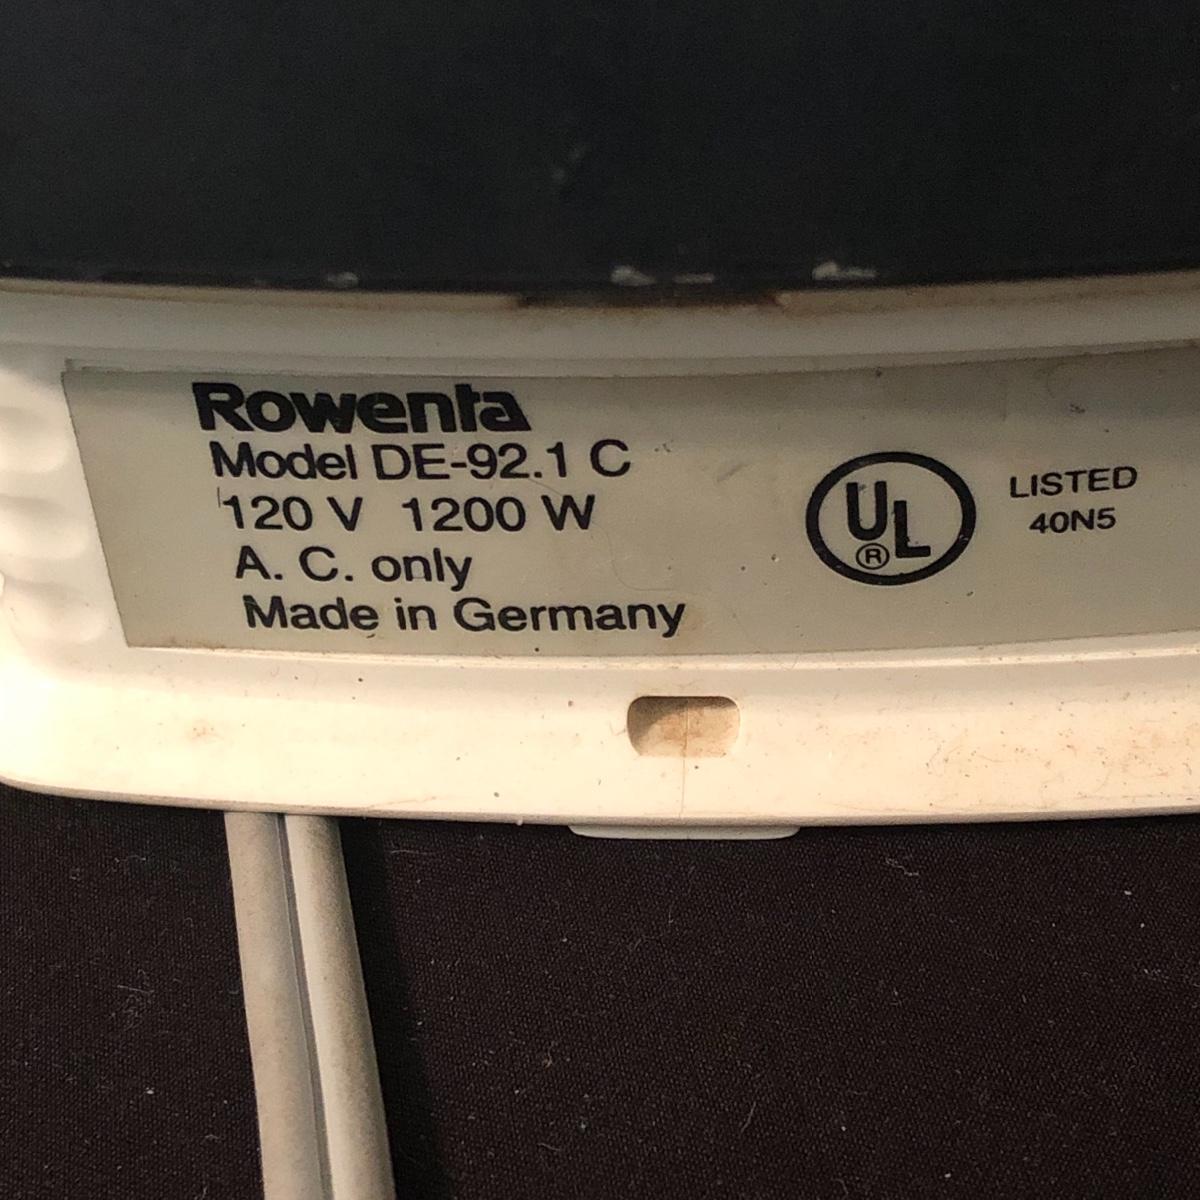 Rowenta
Model DE-92.1 C
120 V 1200 W
A. C. only
Made in Germany
UL
®
LISTED
40N5